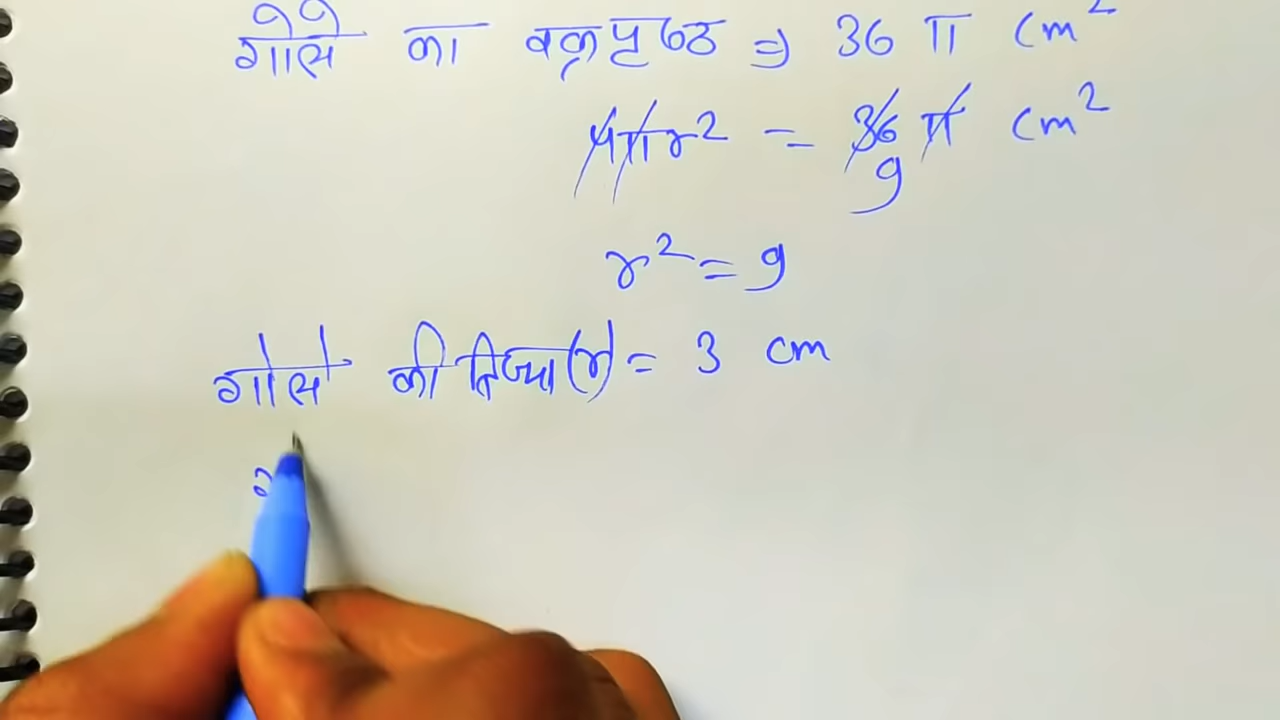 गोले का वक्रपृष्ठ ⇒ 36 π cm²
4πr² = 36 π cm²
9
r² = 9
गोले की त्रिज्या (r) = 3 cm